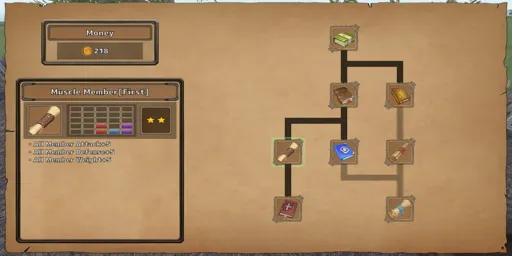 Money
218
Muscle Member[First]
・All Member Attack+5
・All Member Defense+5
・All Member Weight+5